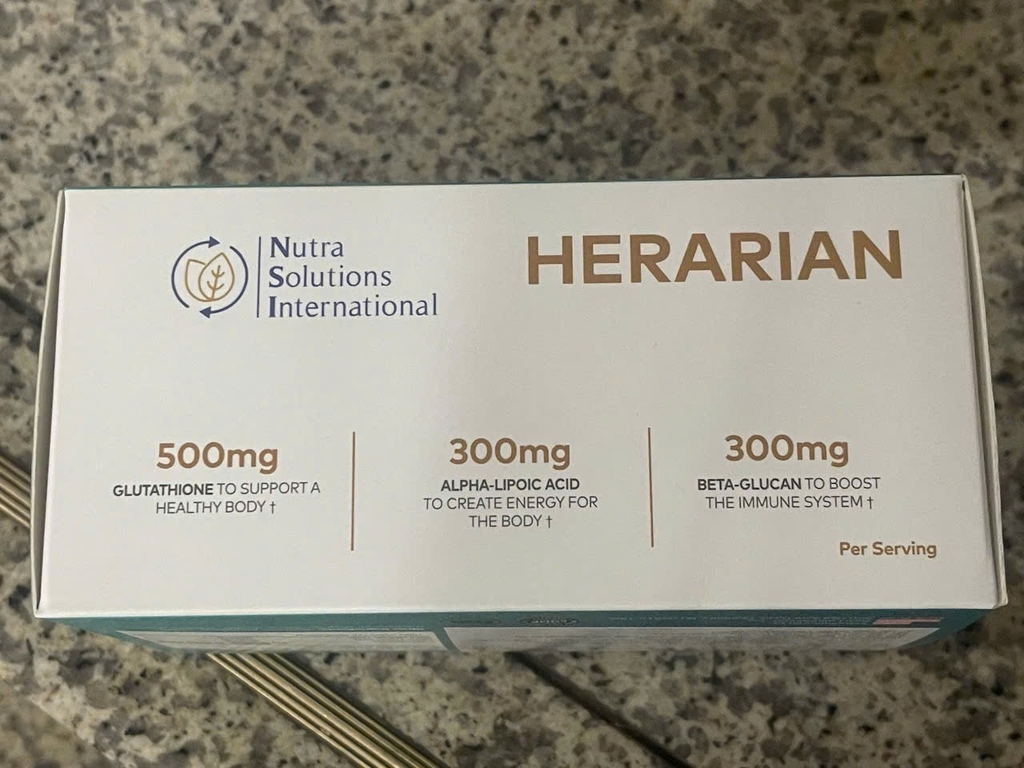 Nutra
Solutions
International
HERARIAN
500mg
GLUTATHIONE TO SUPPORT A
HEALTHY BODY †
300mg
ALPHA-LIPOIC ACID
TO CREATE ENERGY FOR
THE BODY †
300mg
BETA-GLUCAN TO BOOST
THE IMMUNE SYSTEM †
Per Serving